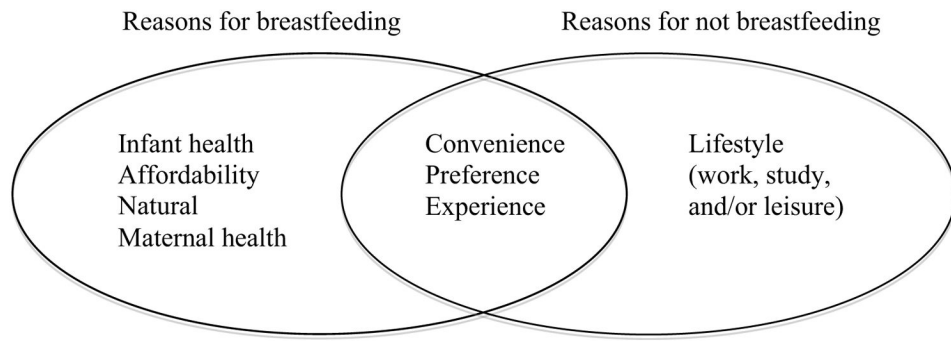 Reasons for breastfeeding
Reasons for not breastfeeding
Infant health
Affordability
Natural
Maternal health
Convenience
Preference
Experience
Lifestyle
(work, study,
and/or leisure)